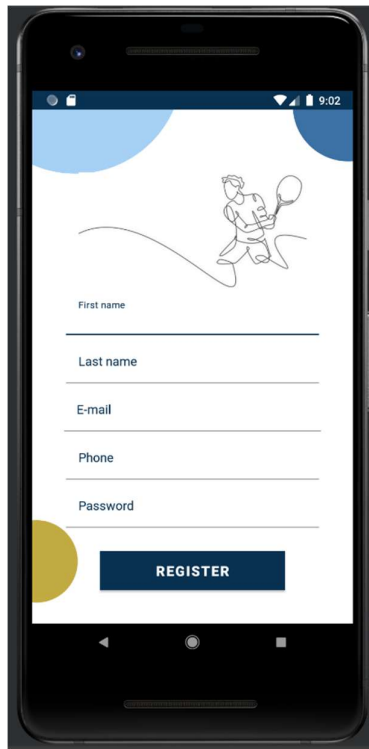 9:02
First name
Last name
E-mail
Phone
Password
REGISTER